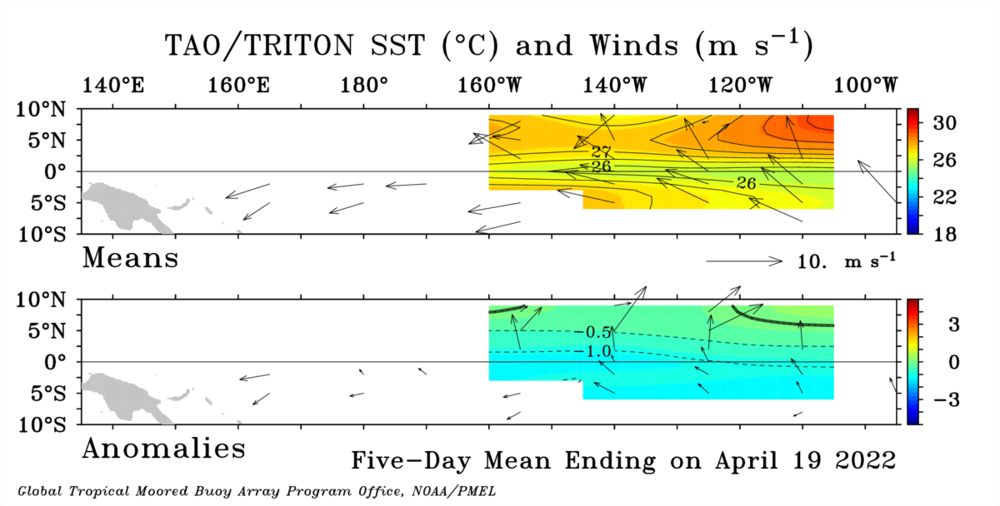 TAO/TRITON SST (°C) and Winds (m s⁻¹)
140°E 160°E 180° 160°W 140°W 120°W 100°W
10°N
5°N
0°
5°S
10°S
27
26
26
30
26
22
18
Means
10. m s⁻¹
10°N
5°N
0°
5°S
10°S
−0.5
−1.0
3
0
−3
Anomalies
Five−Day Mean Ending on April 19 2022
Global Tropical Moored Buoy Array Program Office, NOAA/PMEL